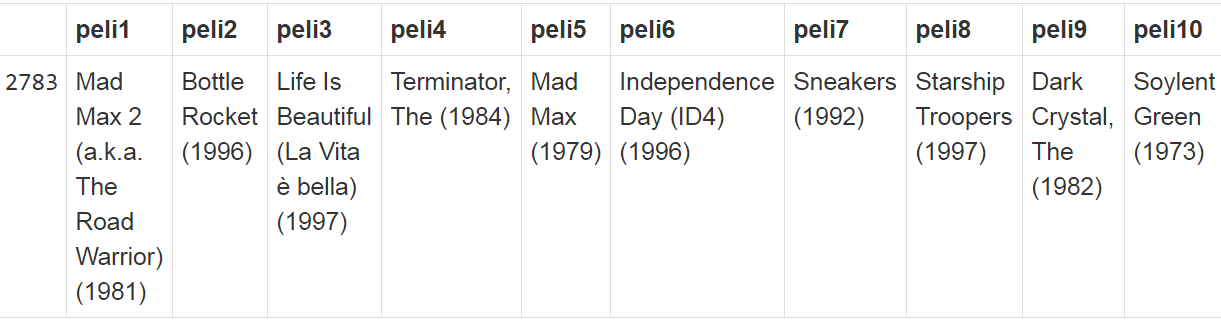 peli1 peli2 peli3 peli4 peli5 peli6 peli7 peli8 peli9 peli10
2783 Mad Bottle Life Is Terminator, Mad Independence Sneakers Starship Dark Soylent
Max 2 Rocket Beautiful The (1984) Max Day (ID4) (1992) Troopers Crystal, Green
(a.k.a. (1996) (La Vita (1979) (1996) (1997) The (1973)
The è bella) (1982)
Road (1997)
Warrior)
(1981)